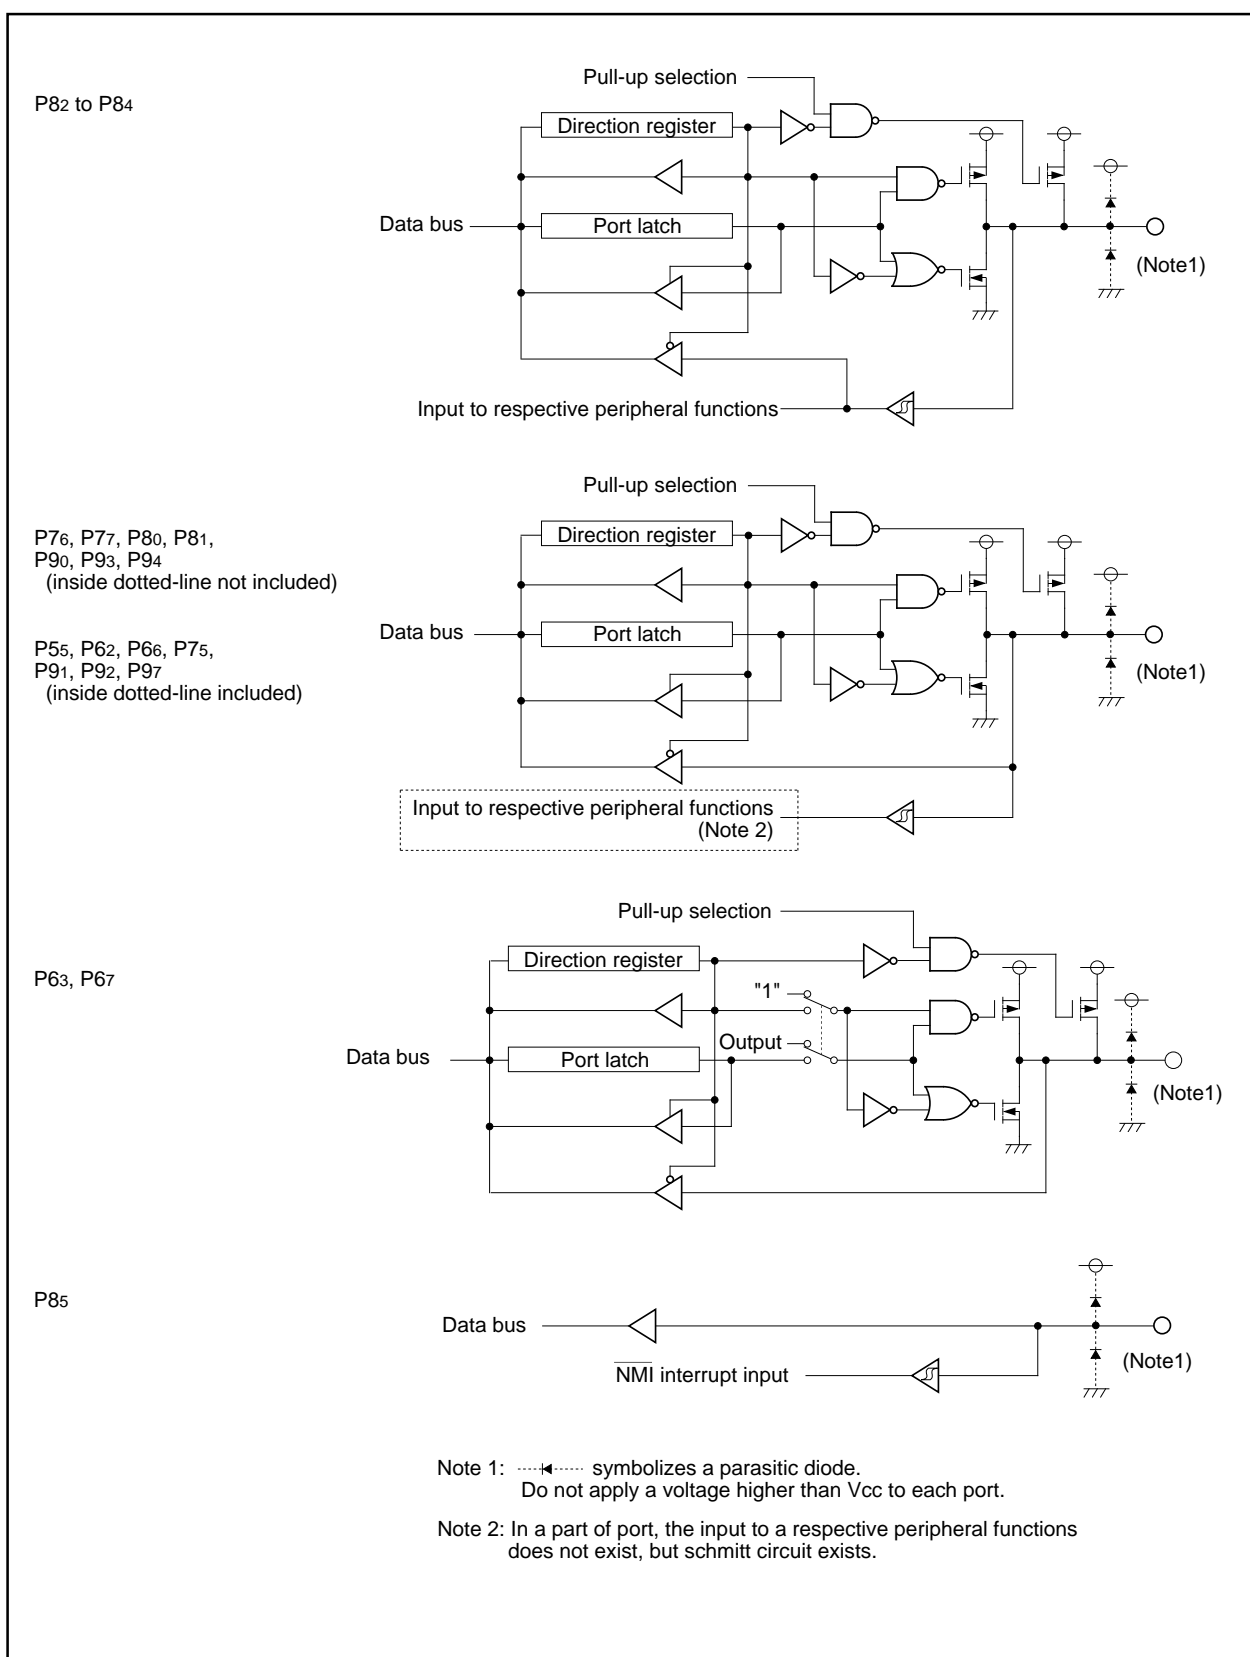 Pull-up selection
P82 to P84
Direction register
Data bus
Port latch
(Note1)
Input to respective peripheral functions
Pull-up selection
P76, P77, P80, P81,
P90, P93, P94
(inside dotted-line not included)
Direction register
P55, P62, P66, P75,
P91, P92, P97
(inside dotted-line included)
Data bus
Port latch
(Note1)
Input to respective peripheral functions
(Note 2)
Pull-up selection
P63, P67
Direction register
"1"
Output
Data bus
Port latch
(Note1)
P85
Data bus
(Note1)
NMI interrupt input
Note 1: symbolizes a parasitic diode.
Do not apply a voltage higher than Vcc to each port.
Note 2: In a part of port, the input to a respective peripheral functions
does not exist, but schmitt circuit exists.